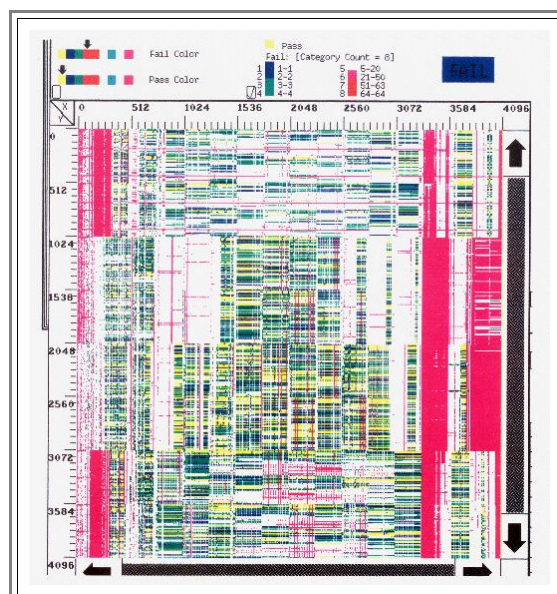 Pass
Fail Color
Fail: [Category Count = 8]
1 1-1 5 5-20
2 2-2 6 21-50
Pass Color
3 3-3 7 51-63
4 4-4 8 64-64
FAIL
X
Y
0 512 1024 1536 2048 2560 3072 3584 4096
0
512
1024
1536
2048
2560
3072
3584
4096